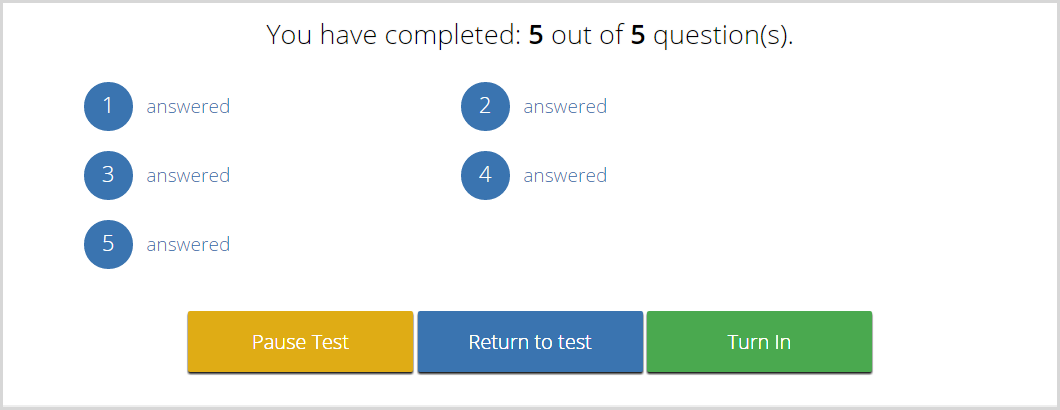 You have completed: 5 out of 5 question(s).
1 answered
2 answered
3 answered
4 answered
5 answered
Pause Test
Return to test
Turn In